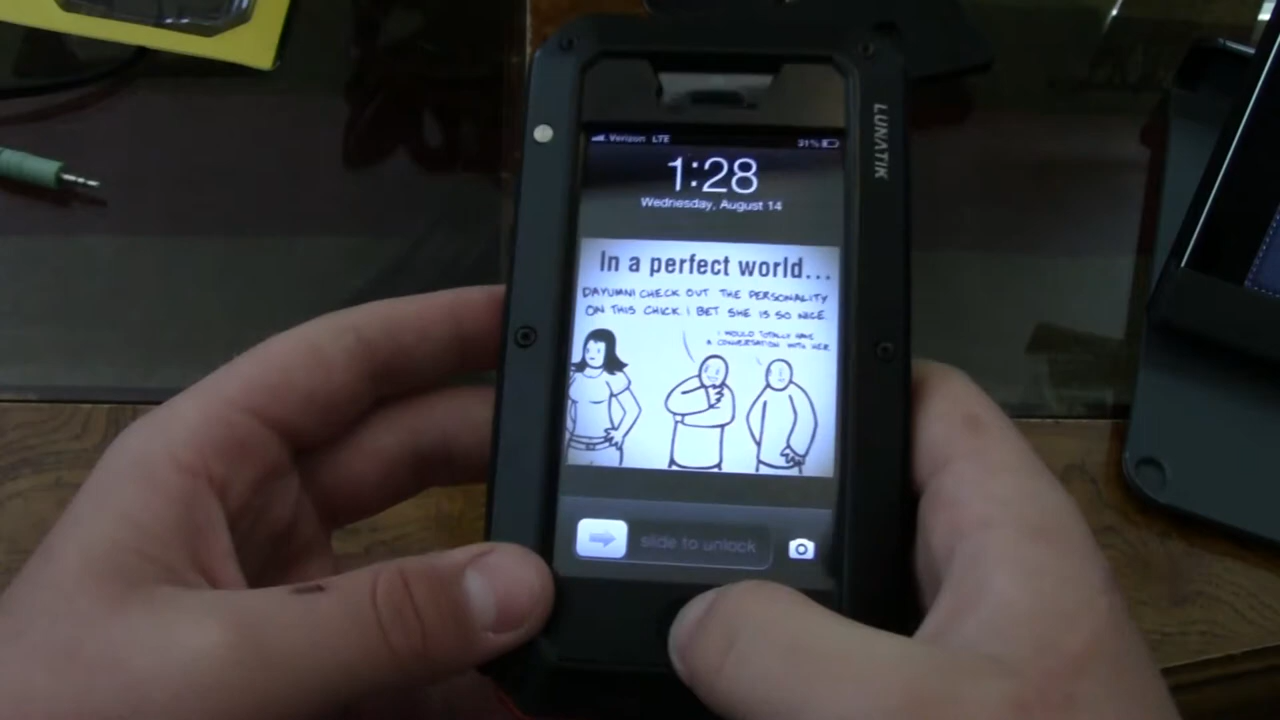 LUNATIK
Verizon LTE 31%
1:28
Wednesday, August 14
In a perfect world...
DAYUMN! CHECK OUT THE PERSONALITY
ON THIS CHICK. I BET SHE IS SO NICE.
I WOULD TOTALLY HAVE
A CONVERSATION WITH HER
slide to unlock